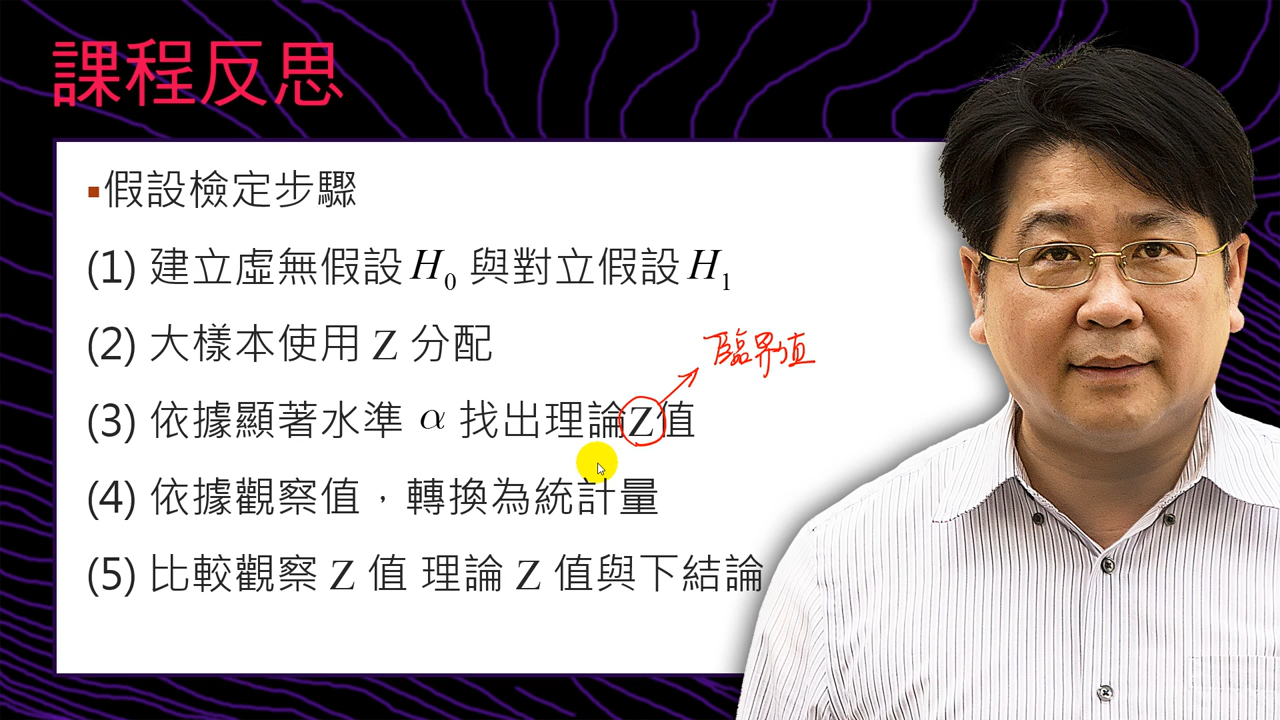 課程反思
▪假設檢定步驟
(1) 建立虛無假設 H₀ 與對立假設 H₁
(2) 大樣本使用 Z 分配
臨界值
(3) 依據顯著水準 α 找出理論Z值
(4) 依據觀察值，轉換為統計量
(5) 比較觀察 Z 值 理論 Z 值與下結論